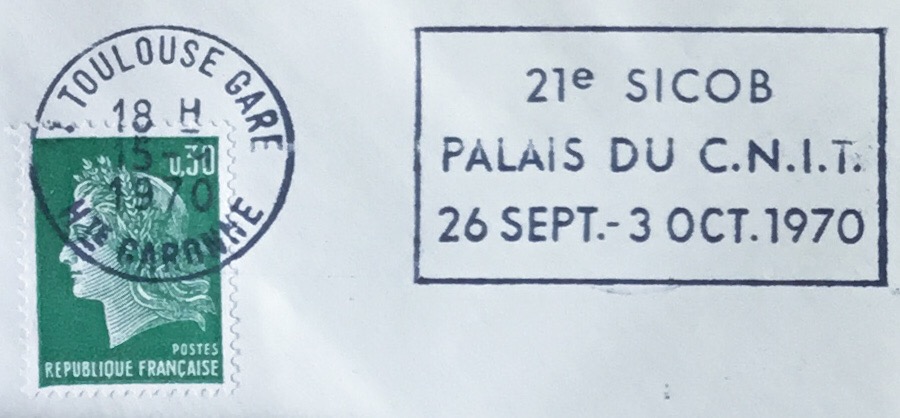 TOULOUSE GARE
18 H
15-
1970
Hte GARONNE
0,30
POSTES
REPUBLIQUE FRANÇAISE
21e SICOB
PALAIS DU C.N.I.T.
26 SEPT.-3 OCT.1970